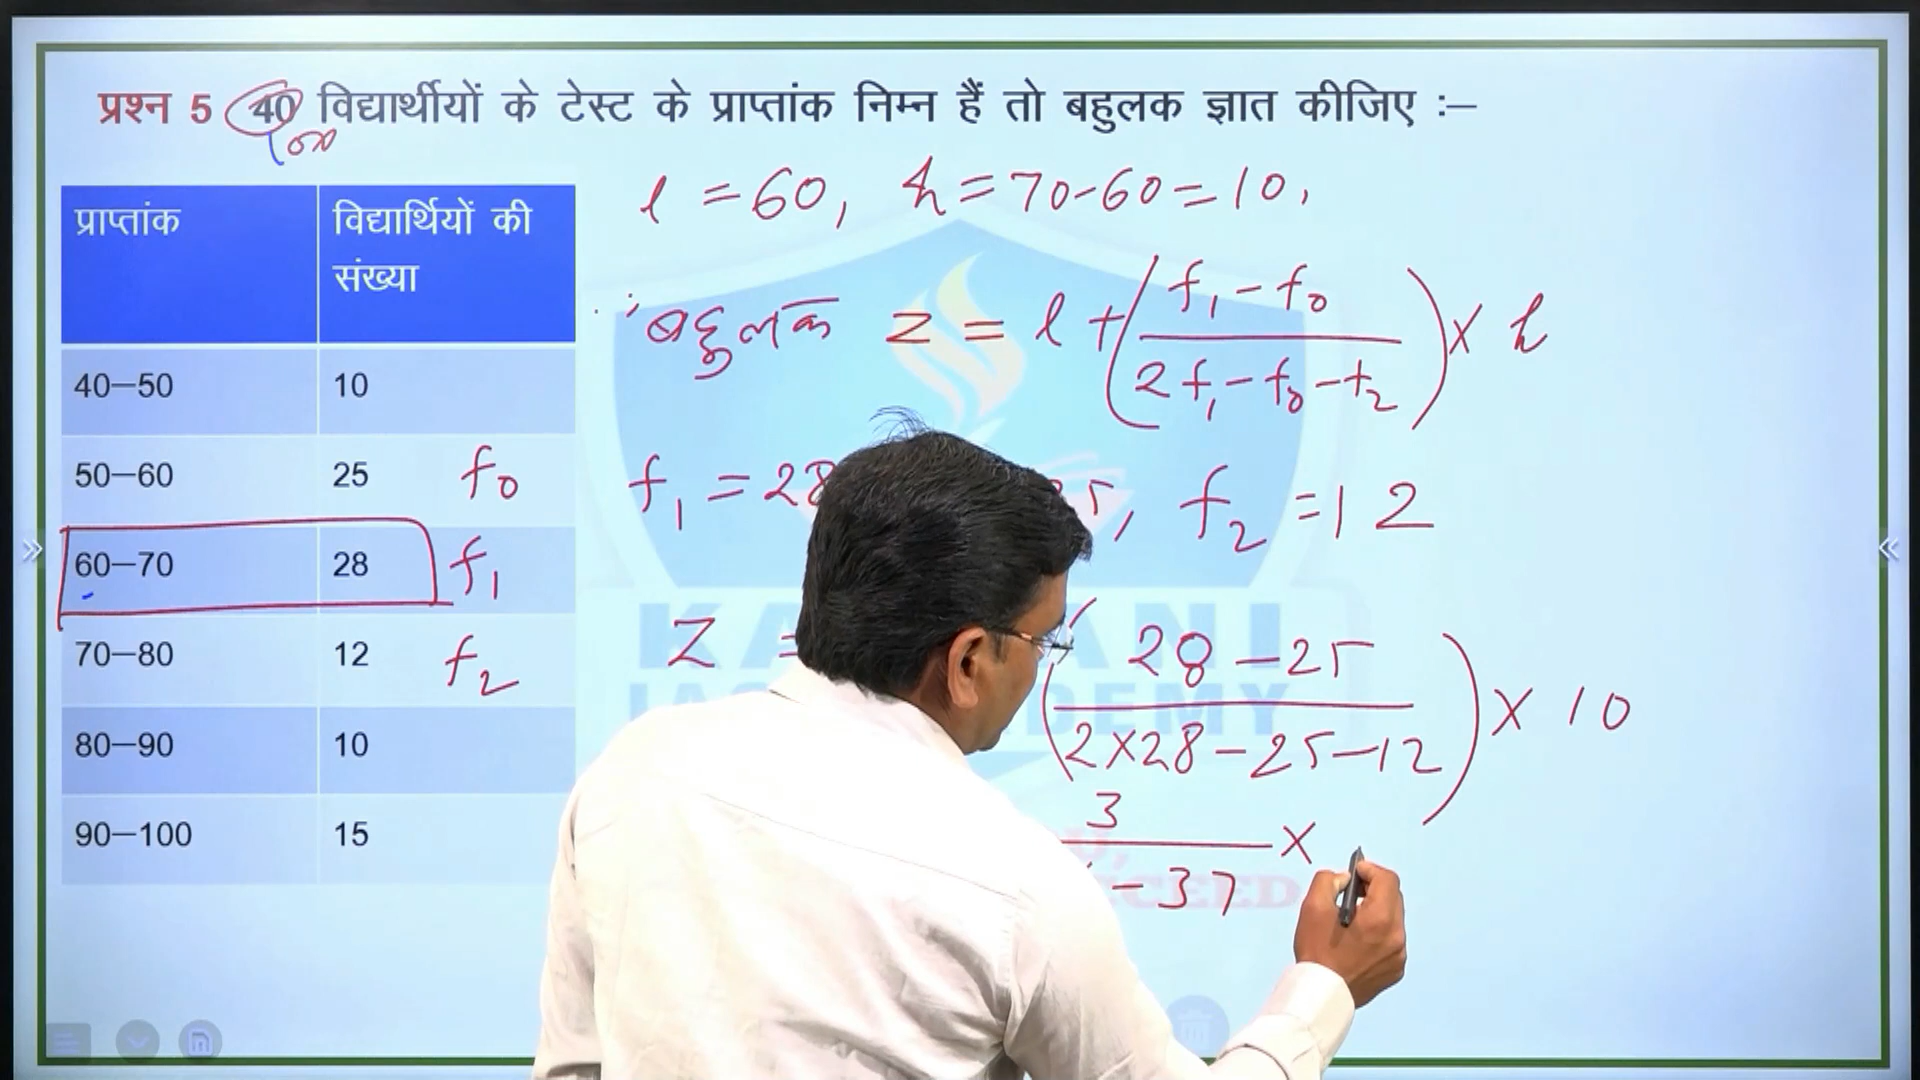 प्रश्न 5 40 विद्यार्थीयों के टेस्ट के प्राप्तांक निम्न हैं तो बहुलक ज्ञात कीजिए :—
100
प्राप्तांक विद्यार्थियों की संख्या
40—50 10
50—60 25 f₀
60—70 28 f₁
70—80 12 f₂
80—90 10
90—100 15
l = 60, h = 70-60 = 10,
∴ बहुलक z = l + (f₁ - f₀ / 2f₁ - f₀ - f₂) × h
f₁ = 28 f₂ = 12
z = (28 - 25 / 2×28 - 25 - 12) × 10
3 / - 37 ×